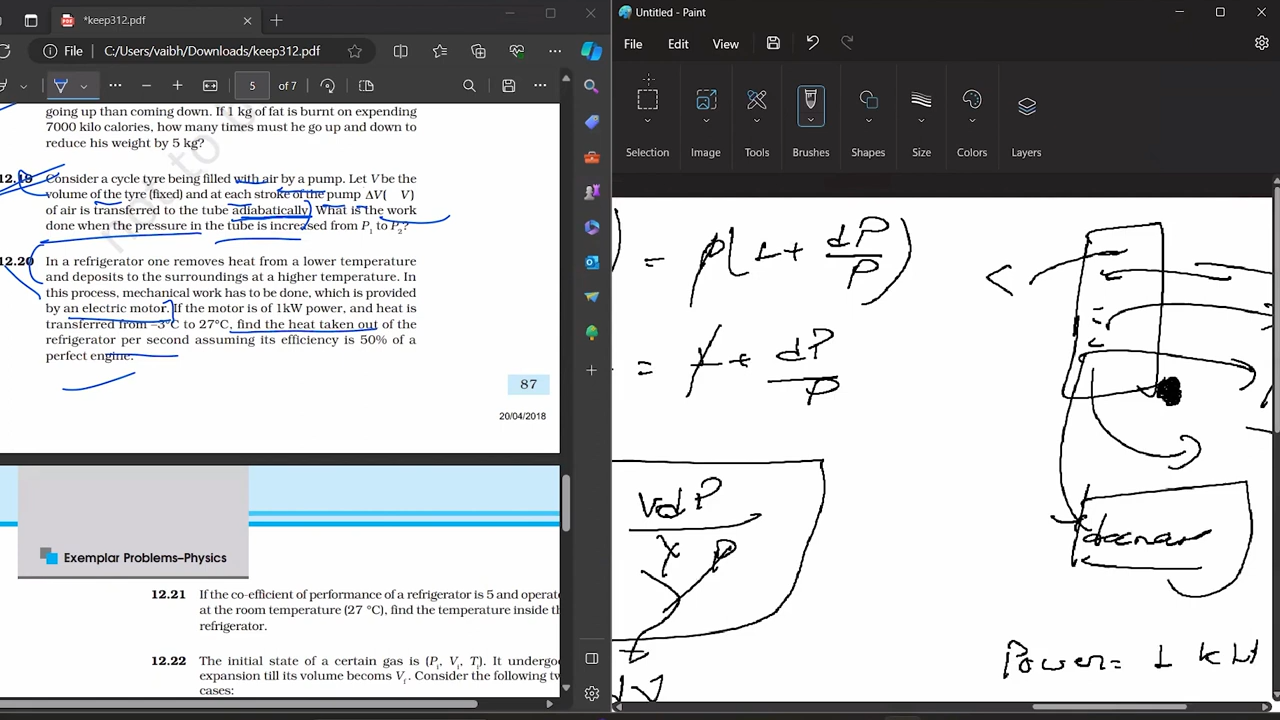 *keep312.pdf
File C:/Users/vaibh/Downloads/keep312.pdf
5 of 7
going up than coming down. If 1 kg of fat is burnt on expending
7000 kilo calories, how many times must he go up and down to
reduce his weight by 5 kg?
12.19 Consider a cycle tyre being filled with air by a pump. Let V be the
volume of the tyre (fixed) and at each stroke of the pump ΔV( V)
of air is transferred to the tube adiabatically. What is the work
done when the pressure in the tube is increased from P1 to P2?
12.20 In a refrigerator one removes heat from a lower temperature
and deposits to the surroundings at a higher temperature. In
this process, mechanical work has to be done, which is provided
by an electric motor. If the motor is of 1kW power, and heat is
transferred from –3°C to 27°C, find the heat taken out of the
refrigerator per second assuming its efficiency is 50% of a
perfect engine.
87
20/04/2018
not to
Exemplar Problems–Physics
12.21 If the co-efficient of performance of a refrigerator is 5 and operat
at the room temperature (27 °C), find the temperature inside th
refrigerator.
12.22 The initial state of a certain gas is (Pi, Vi, Ti). It undergo
expansion till its volume becoms Vf. Consider the following tw
cases:
Untitled - Paint
File Edit View
Selection Image Tools Brushes Shapes Size Colors Layers
) = P(1 + dP/P)
= 1 + dP/P
VdP
γ P
dV
Power = 1 kW